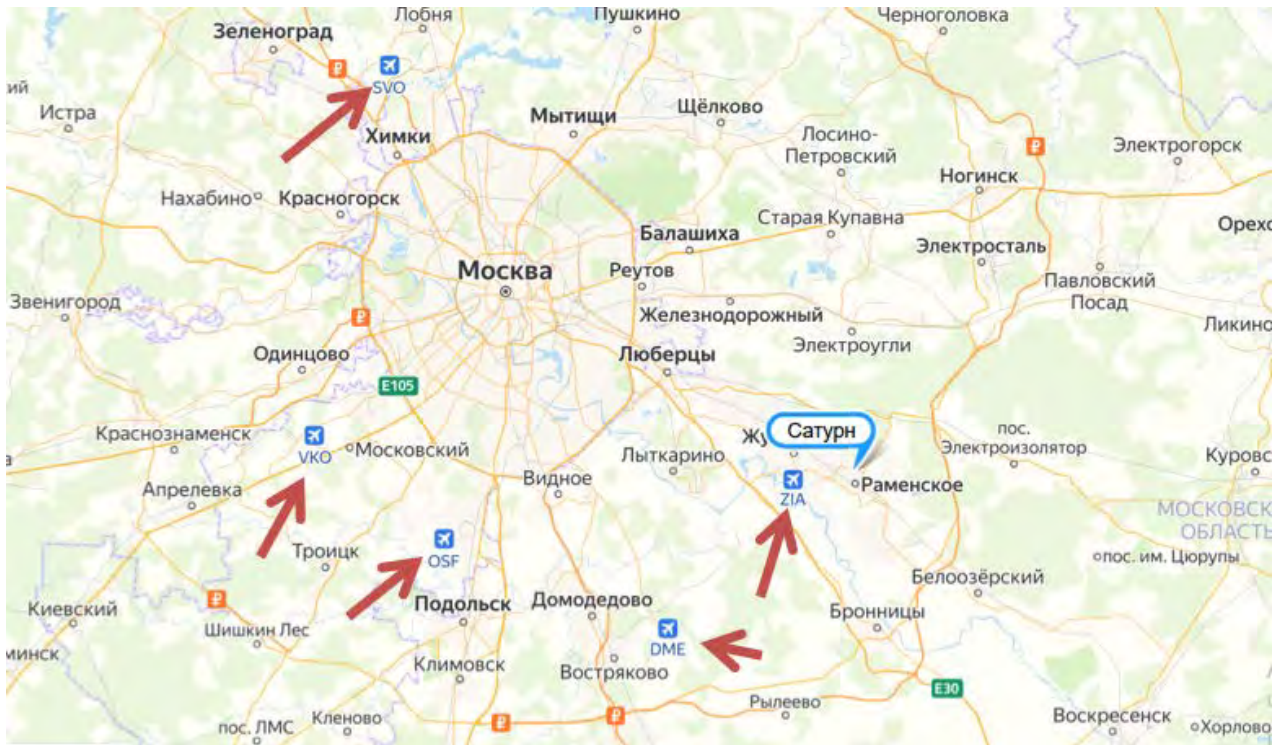 Лобня
Пушкино
Черноголовка
Зеленоград
SVO
ий
Истра
Химки
Мытищи
Щёлково
Лосино-
Петровский
Электрогорск
Нахабино
Красногорск
Ногинск
Старая Купавна
Балашиха
Электросталь
Орехо
Москва
Реутов
Павловский
Посад
Звенигород
Железнодорожный
Ликино
Электроугли
Одинцово
Люберцы
E105
Краснознаменск
VKO
Московский
Лыткарино
Жу
Сатурн
пос.
Электроизолятор
Куровс
а
Апрелевка
Видное
ZIA
Раменское
МОСКОВСК
ОБЛАСТЬ
Троицк
OSF
пос. им. Цюрупы
Белоозёрский
Киевский
Шишкин Лес
Подольск
Домодедово
Бронницы
минск
Климовск
DME
Востряково
E30
Рылеево
пос. ЛМС
Кленово
Воскресенск
Хорлово